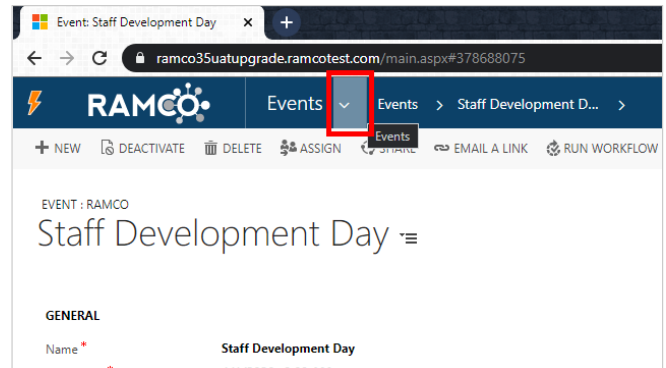 Event: Staff Development Day
ramco35uatupgrade.ramcotest.com/main.aspx#378688075
RAMCO Events Events > Staff Development D... >
Events
NEW DEACTIVATE DELETE ASSIGN SHARE EMAIL A LINK RUN WORKFLOW
EVENT : RAMCO
Staff Development Day
GENERAL
Name* Staff Development Day